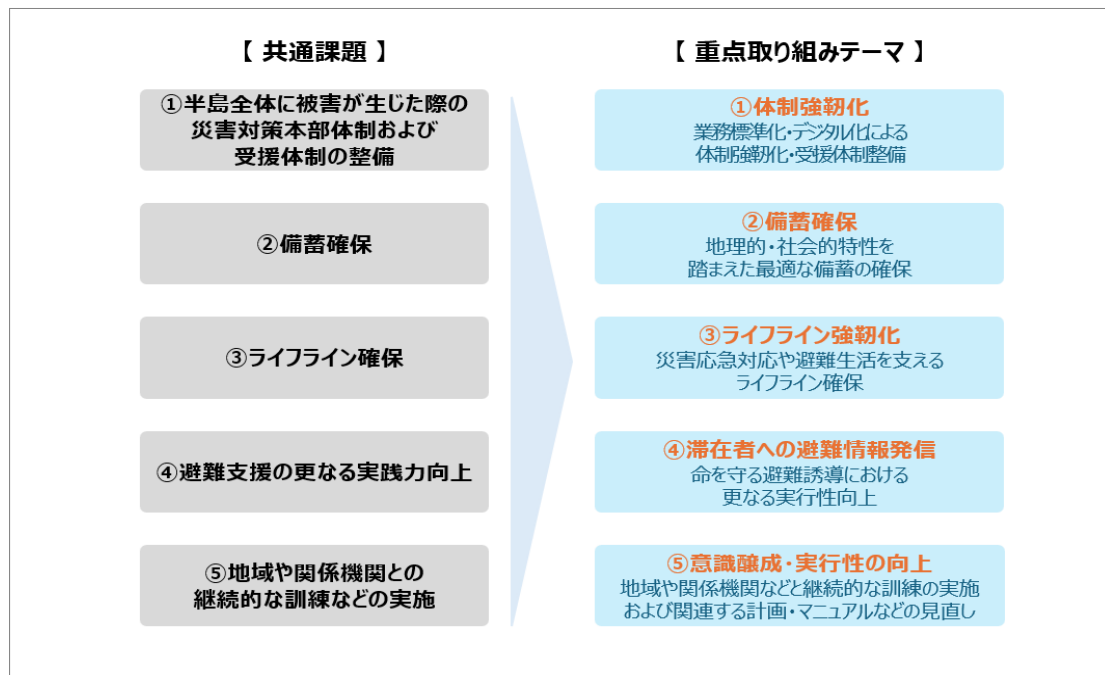 【 共通課題 】
①半島全体に被害が生じた際の
災害対策本部体制および
受援体制の整備
②備蓄確保
③ライフライン確保
④避難支援の更なる実践力向上
⑤地域や関係機関との
継続的な訓練などの実施
【 重点取り組みテーマ 】
①体制強靭化
業務標準化・デジタル化による
体制強靭化・受援体制整備
②備蓄確保
地理的・社会的特性を
踏まえた最適な備蓄の確保
③ライフライン強靭化
災害応急対応や避難生活を支える
ライフライン確保
④滞在者への避難情報発信
命を守る避難誘導における
更なる実行性向上
⑤意識醸成・実行性の向上
地域や関係機関などと継続的な訓練の実施
および関連する計画・マニュアルなどの見直し